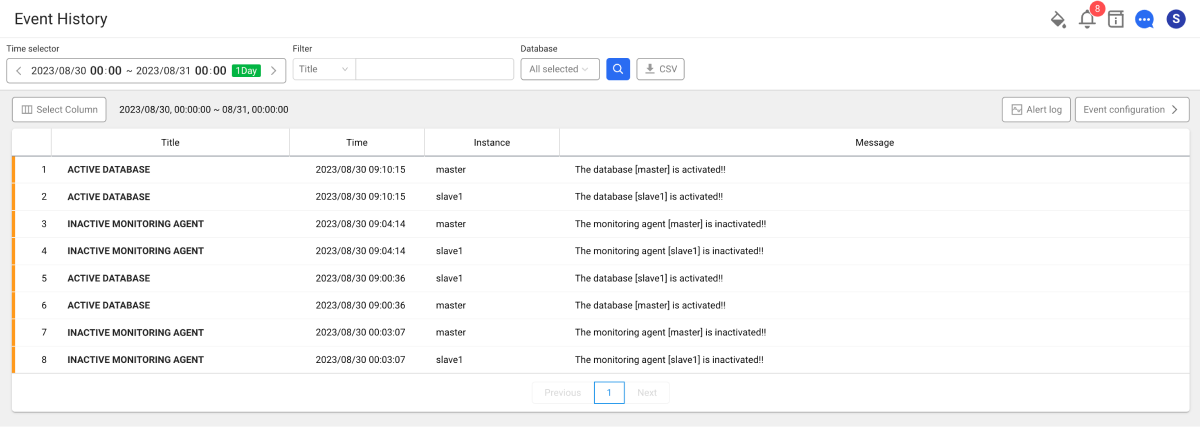 Event History
8
S
Time selector
Filter
Database
2023/08/30 00:00 ~ 2023/08/31 00:00 1Day
Title
All selected
CSV
Select Column
2023/08/30, 00:00:00 ~ 08/31, 00:00:00
Alert log
Event configuration
Title Time Instance Message
1 ACTIVE DATABASE 2023/08/30 09:10:15 master The database [master] is activated!!
2 ACTIVE DATABASE 2023/08/30 09:10:15 slave1 The database [slave1] is activated!!
3 INACTIVE MONITORING AGENT 2023/08/30 09:04:14 master The monitoring agent [master] is inactivated!!
4 INACTIVE MONITORING AGENT 2023/08/30 09:04:14 slave1 The monitoring agent [slave1] is inactivated!!
5 ACTIVE DATABASE 2023/08/30 09:00:36 slave1 The database [slave1] is activated!!
6 ACTIVE DATABASE 2023/08/30 09:00:36 master The database [master] is activated!!
7 INACTIVE MONITORING AGENT 2023/08/30 00:03:07 master The monitoring agent [master] is inactivated!!
8 INACTIVE MONITORING AGENT 2023/08/30 00:03:07 slave1 The monitoring agent [slave1] is inactivated!!
Previous 1 Next